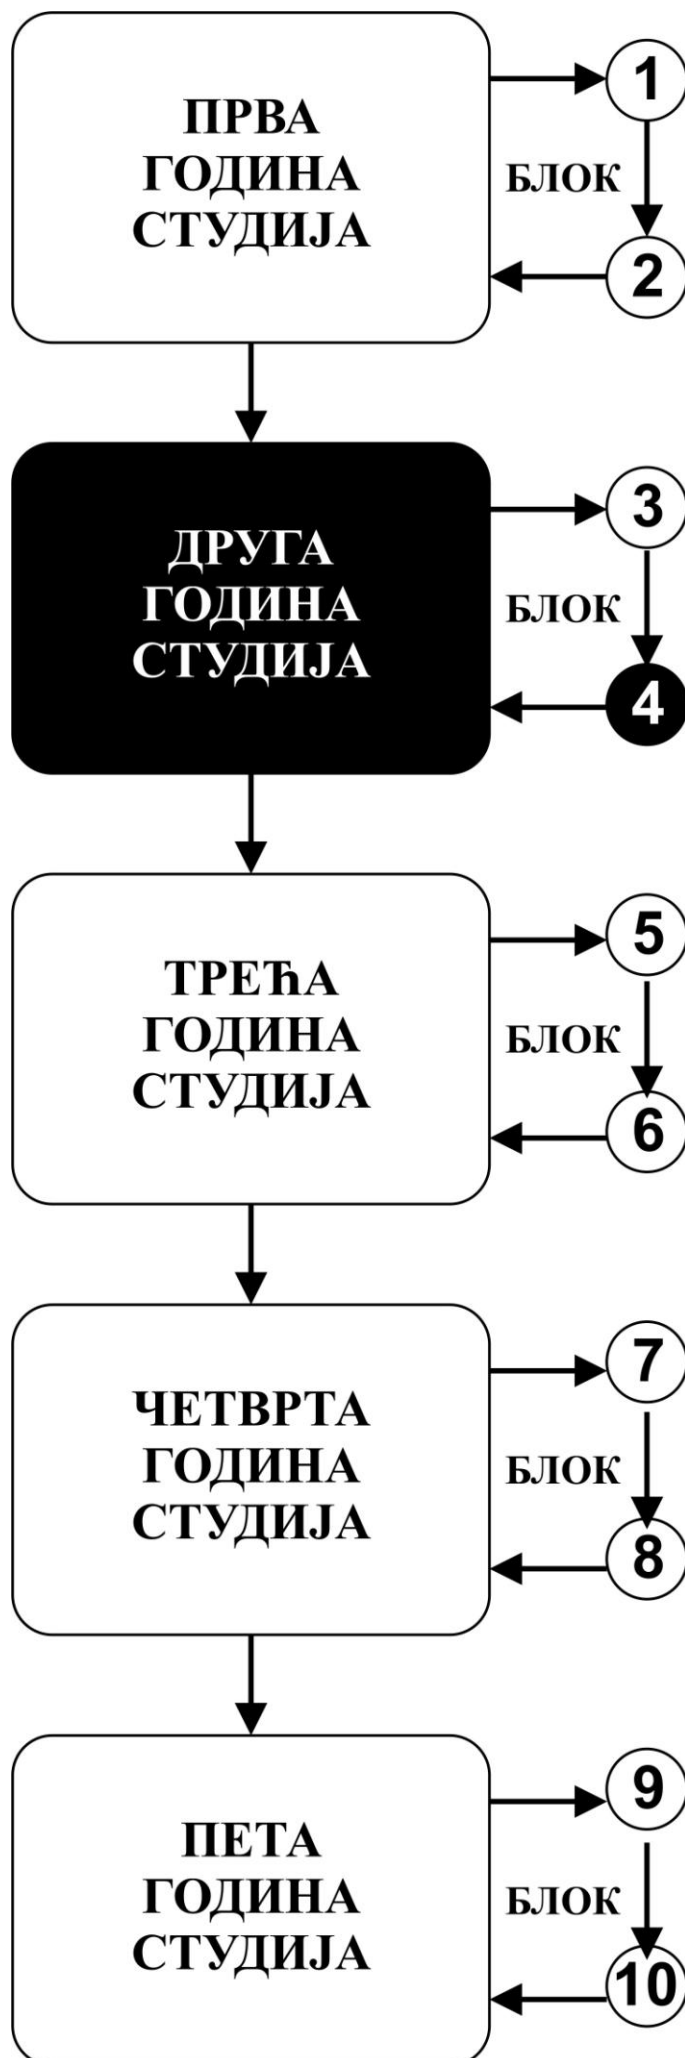 ПРВА
ГОДИНА
СТУДИЈА
1
БЛОК
2
ДРУГА
ГОДИНА
СТУДИЈА
3
БЛОК
4
ТРЕЋА
ГОДИНА
СТУДИЈА
5
БЛОК
6
ЧЕТВРТА
ГОДИНА
СТУДИЈА
7
БЛОК
8
ПЕТА
ГОДИНА
СТУДИЈА
9
БЛОК
10